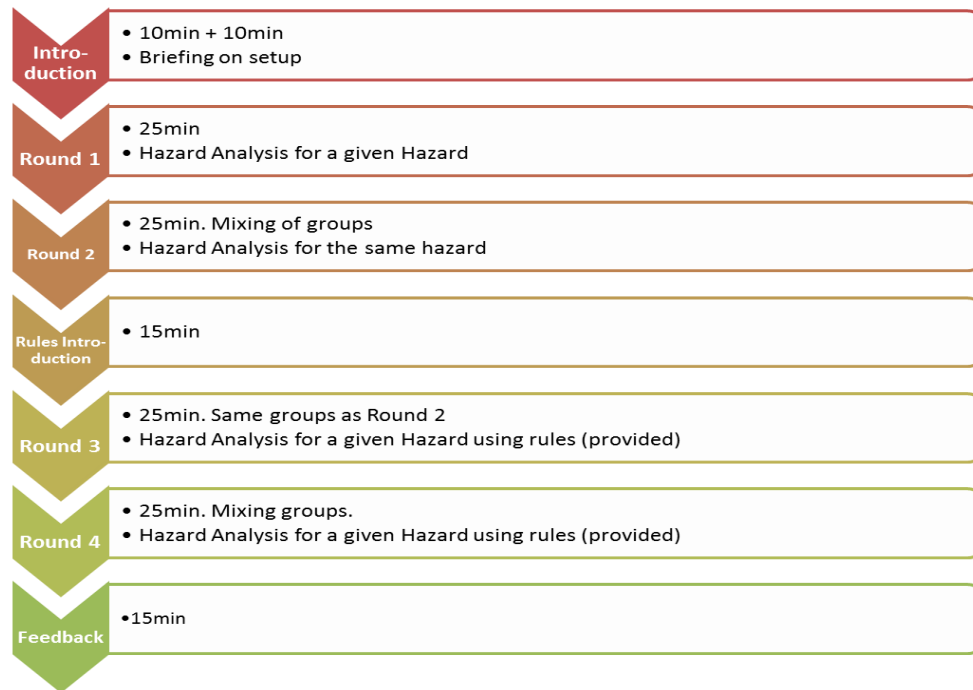 Intro-
duction
• 10min + 10min
• Briefing on setup
Round 1
• 25min
• Hazard Analysis for a given Hazard
Round 2
• 25min. Mixing of groups
• Hazard Analysis for the same hazard
Rules Intro-
duction
• 15min
Round 3
• 25min. Same groups as Round 2
• Hazard Analysis for a given Hazard using rules (provided)
Round 4
• 25min. Mixing groups.
• Hazard Analysis for a given Hazard using rules (provided)
Feedback
•15min